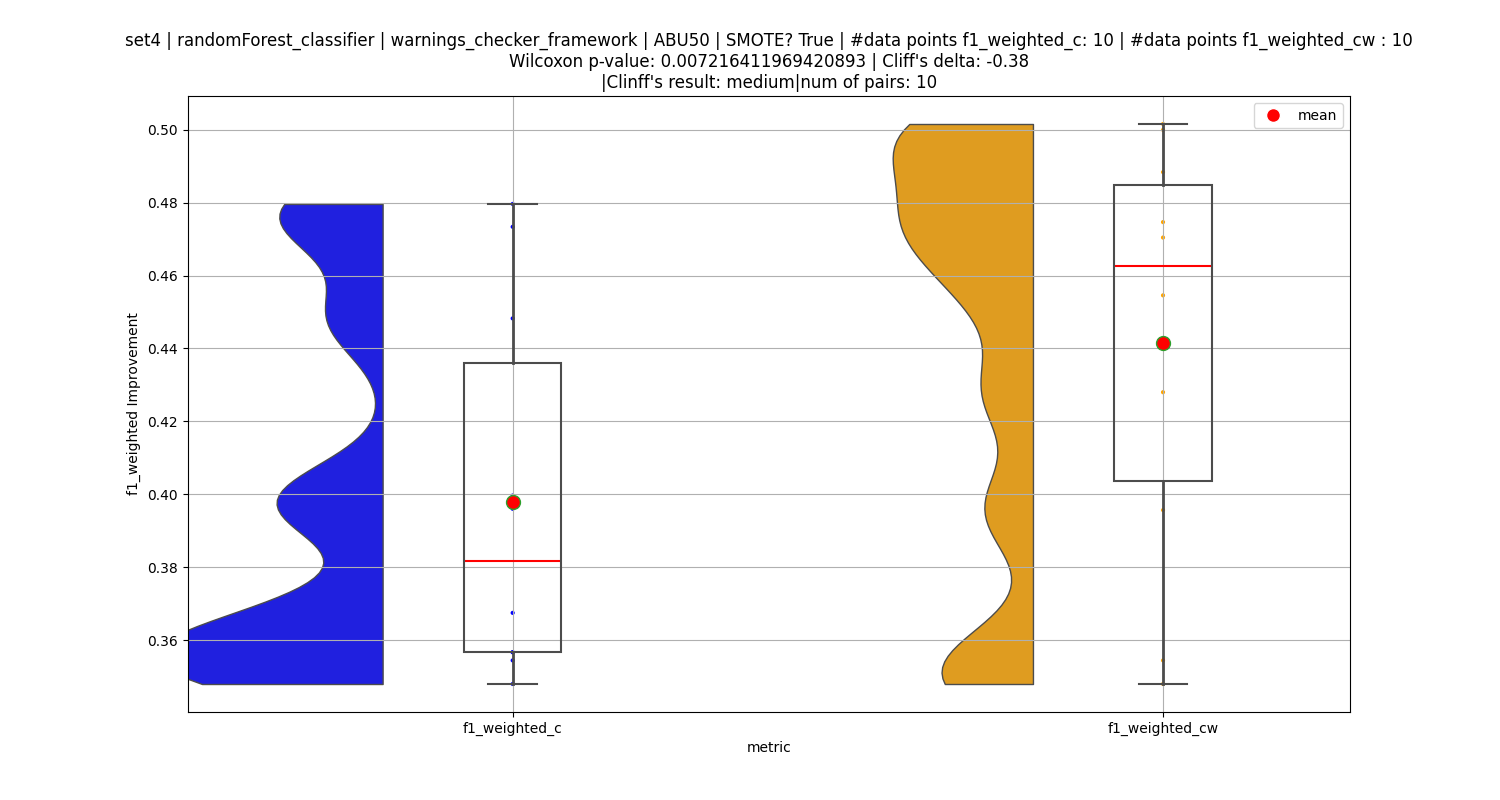 set4 | randomForest_classifier | warnings_checker_framework | ABU50 | SMOTE? True | #data points f1_weighted_c: 10 | #data points f1_weighted_cw : 10
Wilcoxon p-value: 0.007216411969420893 | Cliff's delta: -0.38
|Clinff's result: medium|num of pairs: 10
mean
0.50
0.48
0.46
0.44
0.42
0.40
0.38
0.36
f1_weighted Improvement
f1_weighted_c
f1_weighted_cw
metric